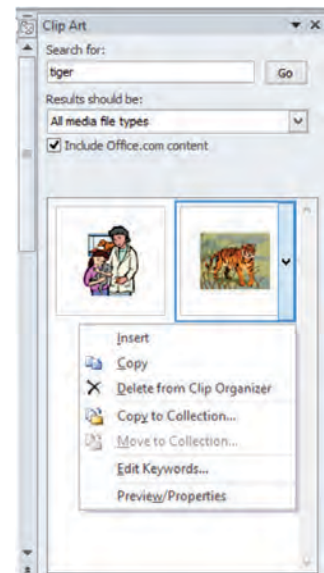 Clip Art
Search for:
tiger
Go
Results should be:
All media file types
Include Office.com content
Insert
Copy
Delete from Clip Organizer
Copy to Collection...
Move to Collection...
Edit Keywords...
Preview/Properties